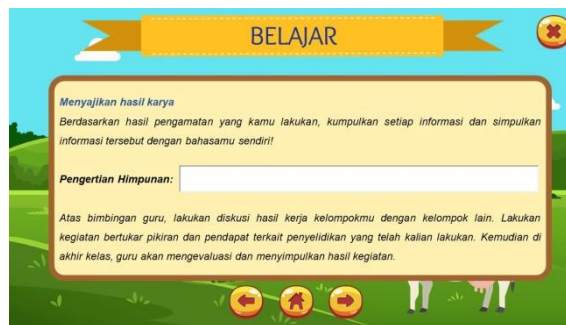 BELAJAR
Menyajikan hasil karya
Berdasarkan hasil pengamatan yang kamu lakukan, kumpulkan setiap informasi dan simpulkan
informasi tersebut dengan bahasamu sendiri!
Pengertian Himpunan:
Atas bimbingan guru, lakukan diskusi hasil kerja kelompokmu dengan kelompok lain. Lakukan
kegiatan bertukar pikiran dan pendapat terkait penyelidikan yang telah kalian lakukan. Kemudian di
akhir kelas, guru akan mengevaluasi dan menyimpulkan hasil kegiatan.